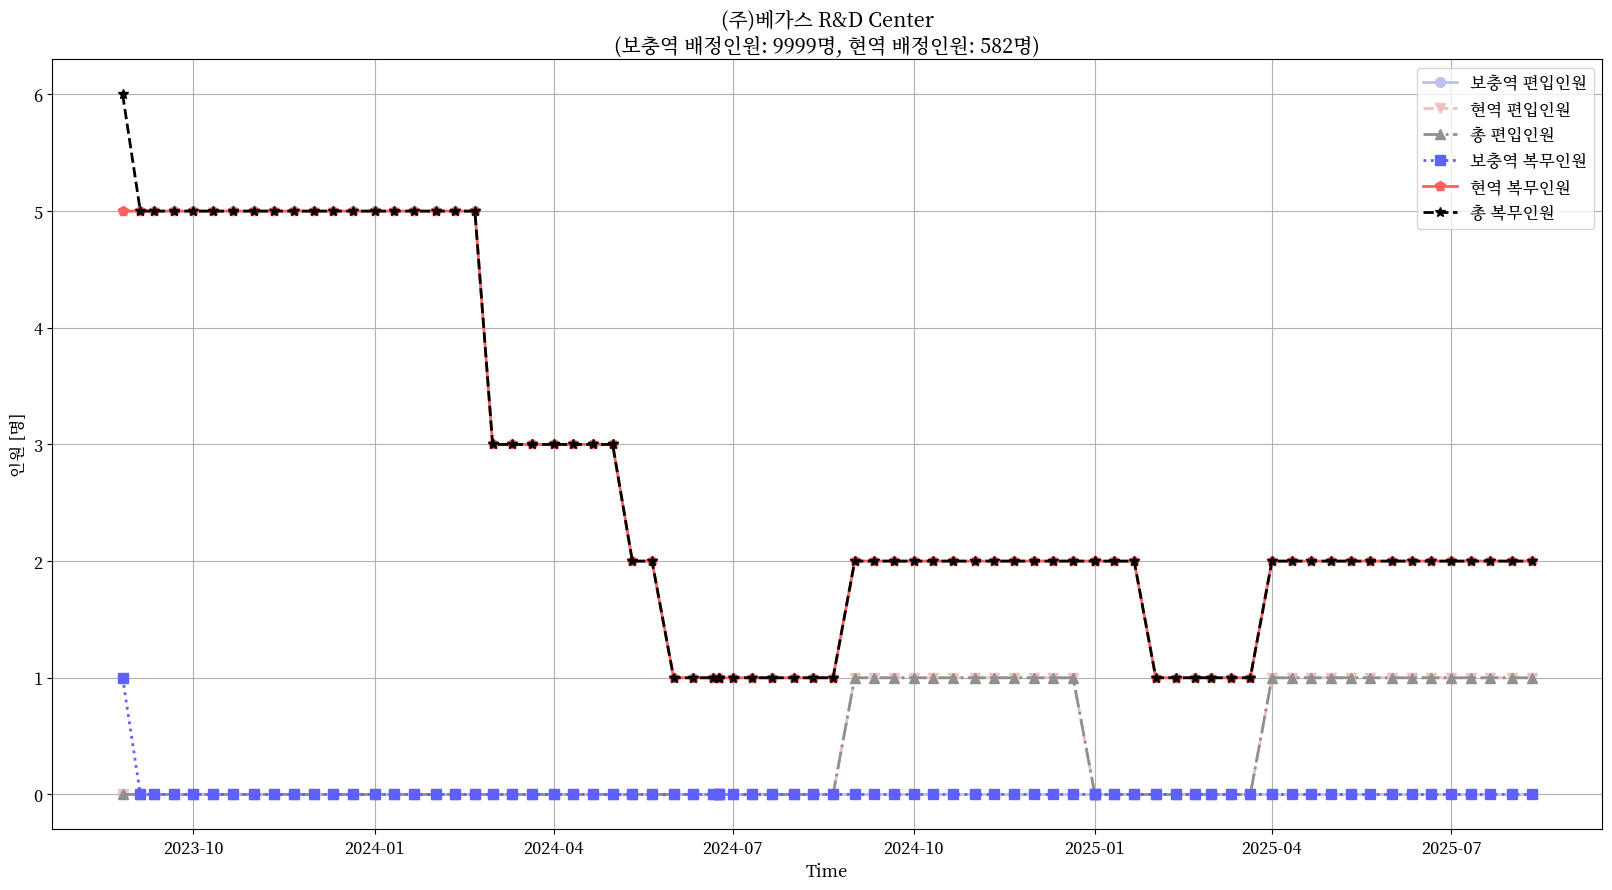 (주)베가스 R&D Center
(보충역 배정인원: 9999명, 현역 배정인원: 582명)
보충역 편입인원
현역 편입인원
총 편입인원
보충역 복무인원
현역 복무인원
총 복무인원
인원 [명]
6
5
4
3
2
1
0
2023-10
2024-01
2024-04
2024-07
2024-10
2025-01
2025-04
2025-07
Time